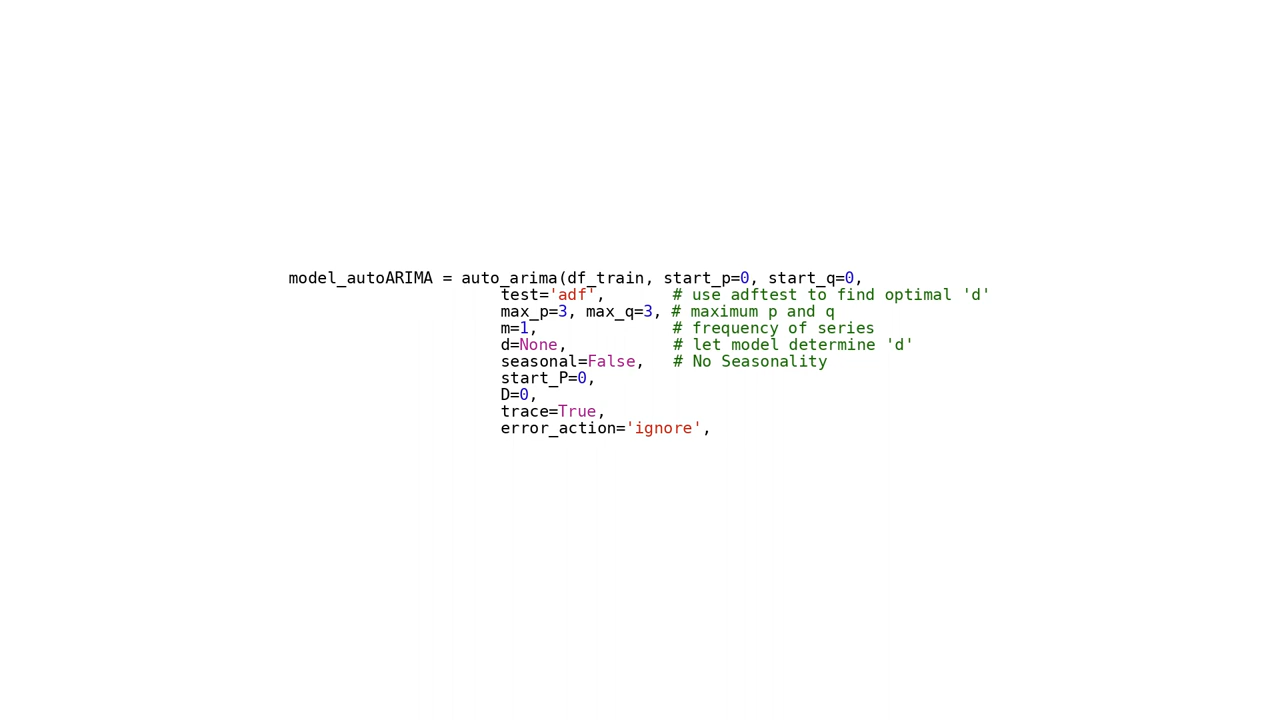 model_autoARIMA = auto_arima(df_train, start_p=0, start_q=0,
                      test='adf',       # use adftest to find optimal 'd'
                      max_p=3, max_q=3, # maximum p and q
                      m=1,              # frequency of series
                      d=None,           # let model determine 'd'
                      seasonal=False,   # No Seasonality
                      start_P=0,
                      D=0,
                      trace=True,
                      error_action='ignore',